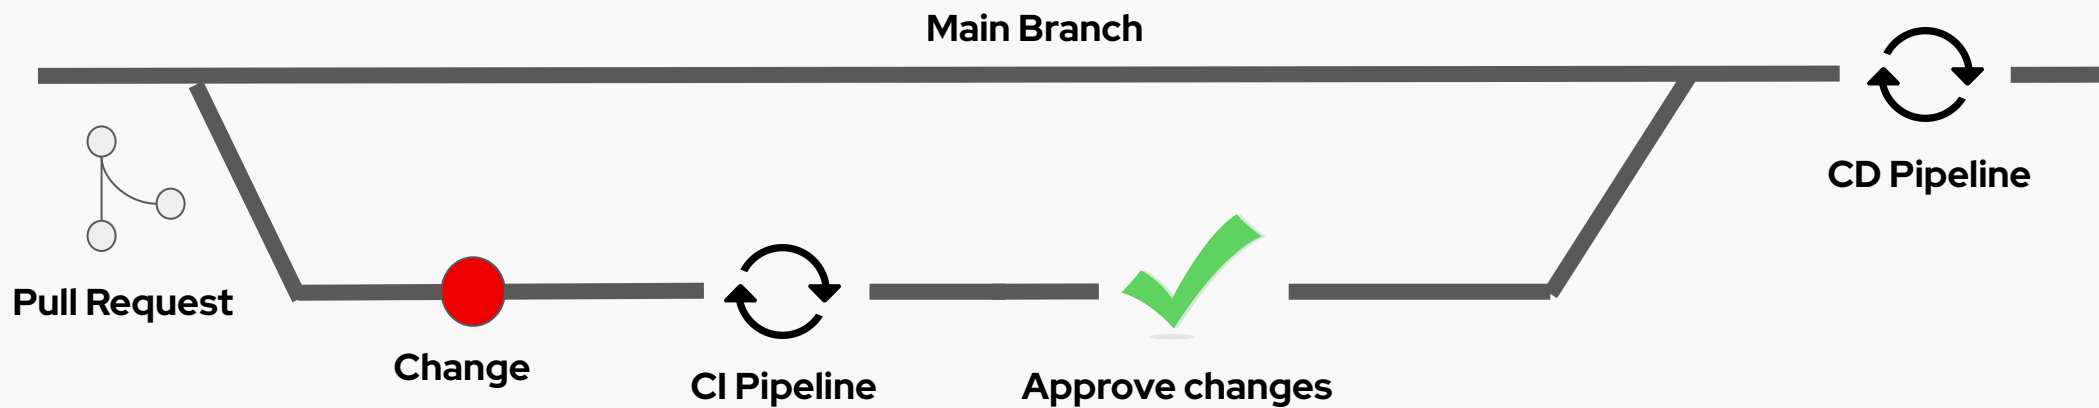 Main Branch
CD Pipeline
Pull Request
Change
CI Pipeline
Approve changes